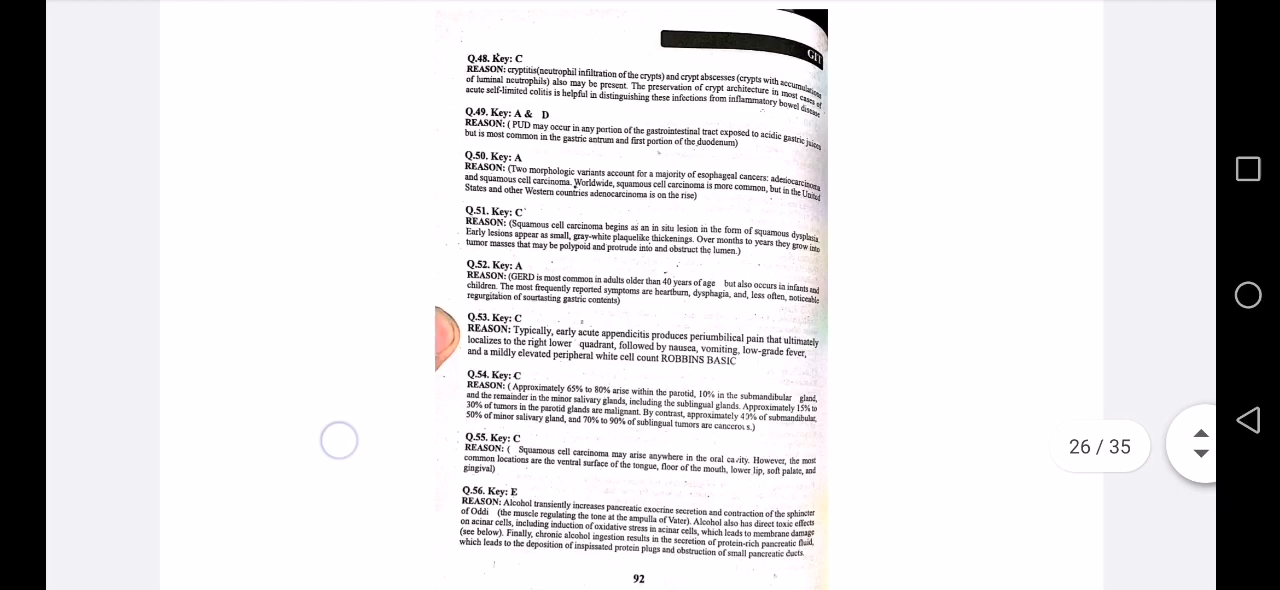 GIT
Q.48. Key: C
REASON: cryptitis(neutrophil infiltration of the crypts) and crypt abscesses (crypts with accumulations
of luminal neutrophils) also may be present. The preservation of crypt architecture in most cases of
acute self-limited colitis is helpful in distinguishing these infections from inflammatory bowel disease
Q.49. Key: A & D
REASON: ( PUD may occur in any portion of the gastrointestinal tract exposed to acidic gastric juices
but is most common in the gastric antrum and first portion of the duodenum)
Q.50. Key: A
REASON: (Two morphologic variants account for a majority of esophageal cancers: adenocarcinoma
and squamous cell carcinoma. Worldwide, squamous cell carcinoma is more common, but in the United
States and other Western countries adenocarcinoma is on the rise)
Q.51. Key: C
REASON: (Squamous cell carcinoma begins as an in situ lesion in the form of squamous dysplasia.
Early lesions appear as small, gray-white plaquelike thickenings. Over months to years they grow into
tumor masses that may be polypoid and protrude into and obstruct the lumen.)
Q.52. Key: A
REASON: (GERD is most common in adults older than 40 years of age but also occurs in infants and
children. The most frequently reported symptoms are heartburn, dysphagia, and, less often, noticeable
regurgitation of sourtasting gastric contents)
Q.53. Key: C
REASON: Typically, early acute appendicitis produces periumbilical pain that ultimately
localizes to the right lower quadrant, followed by nausea, vomiting, low-grade fever,
and a mildly elevated peripheral white cell count ROBBINS BASIC
Q.54. Key: C
REASON: ( Approximately 65% to 80% arise within the parotid, 10% in the submandibular gland,
and the remainder in the minor salivary glands, including the sublingual glands. Approximately 15% to
30% of tumors in the parotid glands are malignant. By contrast, approximately 40% of submandibular,
50% of minor salivary gland, and 70% to 90% of sublingual tumors are cancerous.)
Q.55. Key: C
REASON: ( Squamous cell carcinoma may arise anywhere in the oral cavity. However, the most
common locations are the ventral surface of the tongue, floor of the mouth, lower lip, soft palate, and
gingival)
Q.56. Key: E
REASON: Alcohol transiently increases pancreatic exocrine secretion and contraction of the sphincter
of Oddi (the muscle regulating the tone at the ampulla of Vater). Alcohol also has direct toxic effects
on acinar cells, including induction of oxidative stress in acinar cells, which leads to membrane damage
(see below). Finally, chronic alcohol ingestion results in the secretion of protein-rich pancreatic fluid,
which leads to the deposition of inspissated protein plugs and obstruction of small pancreatic ducts.
92
26 / 35